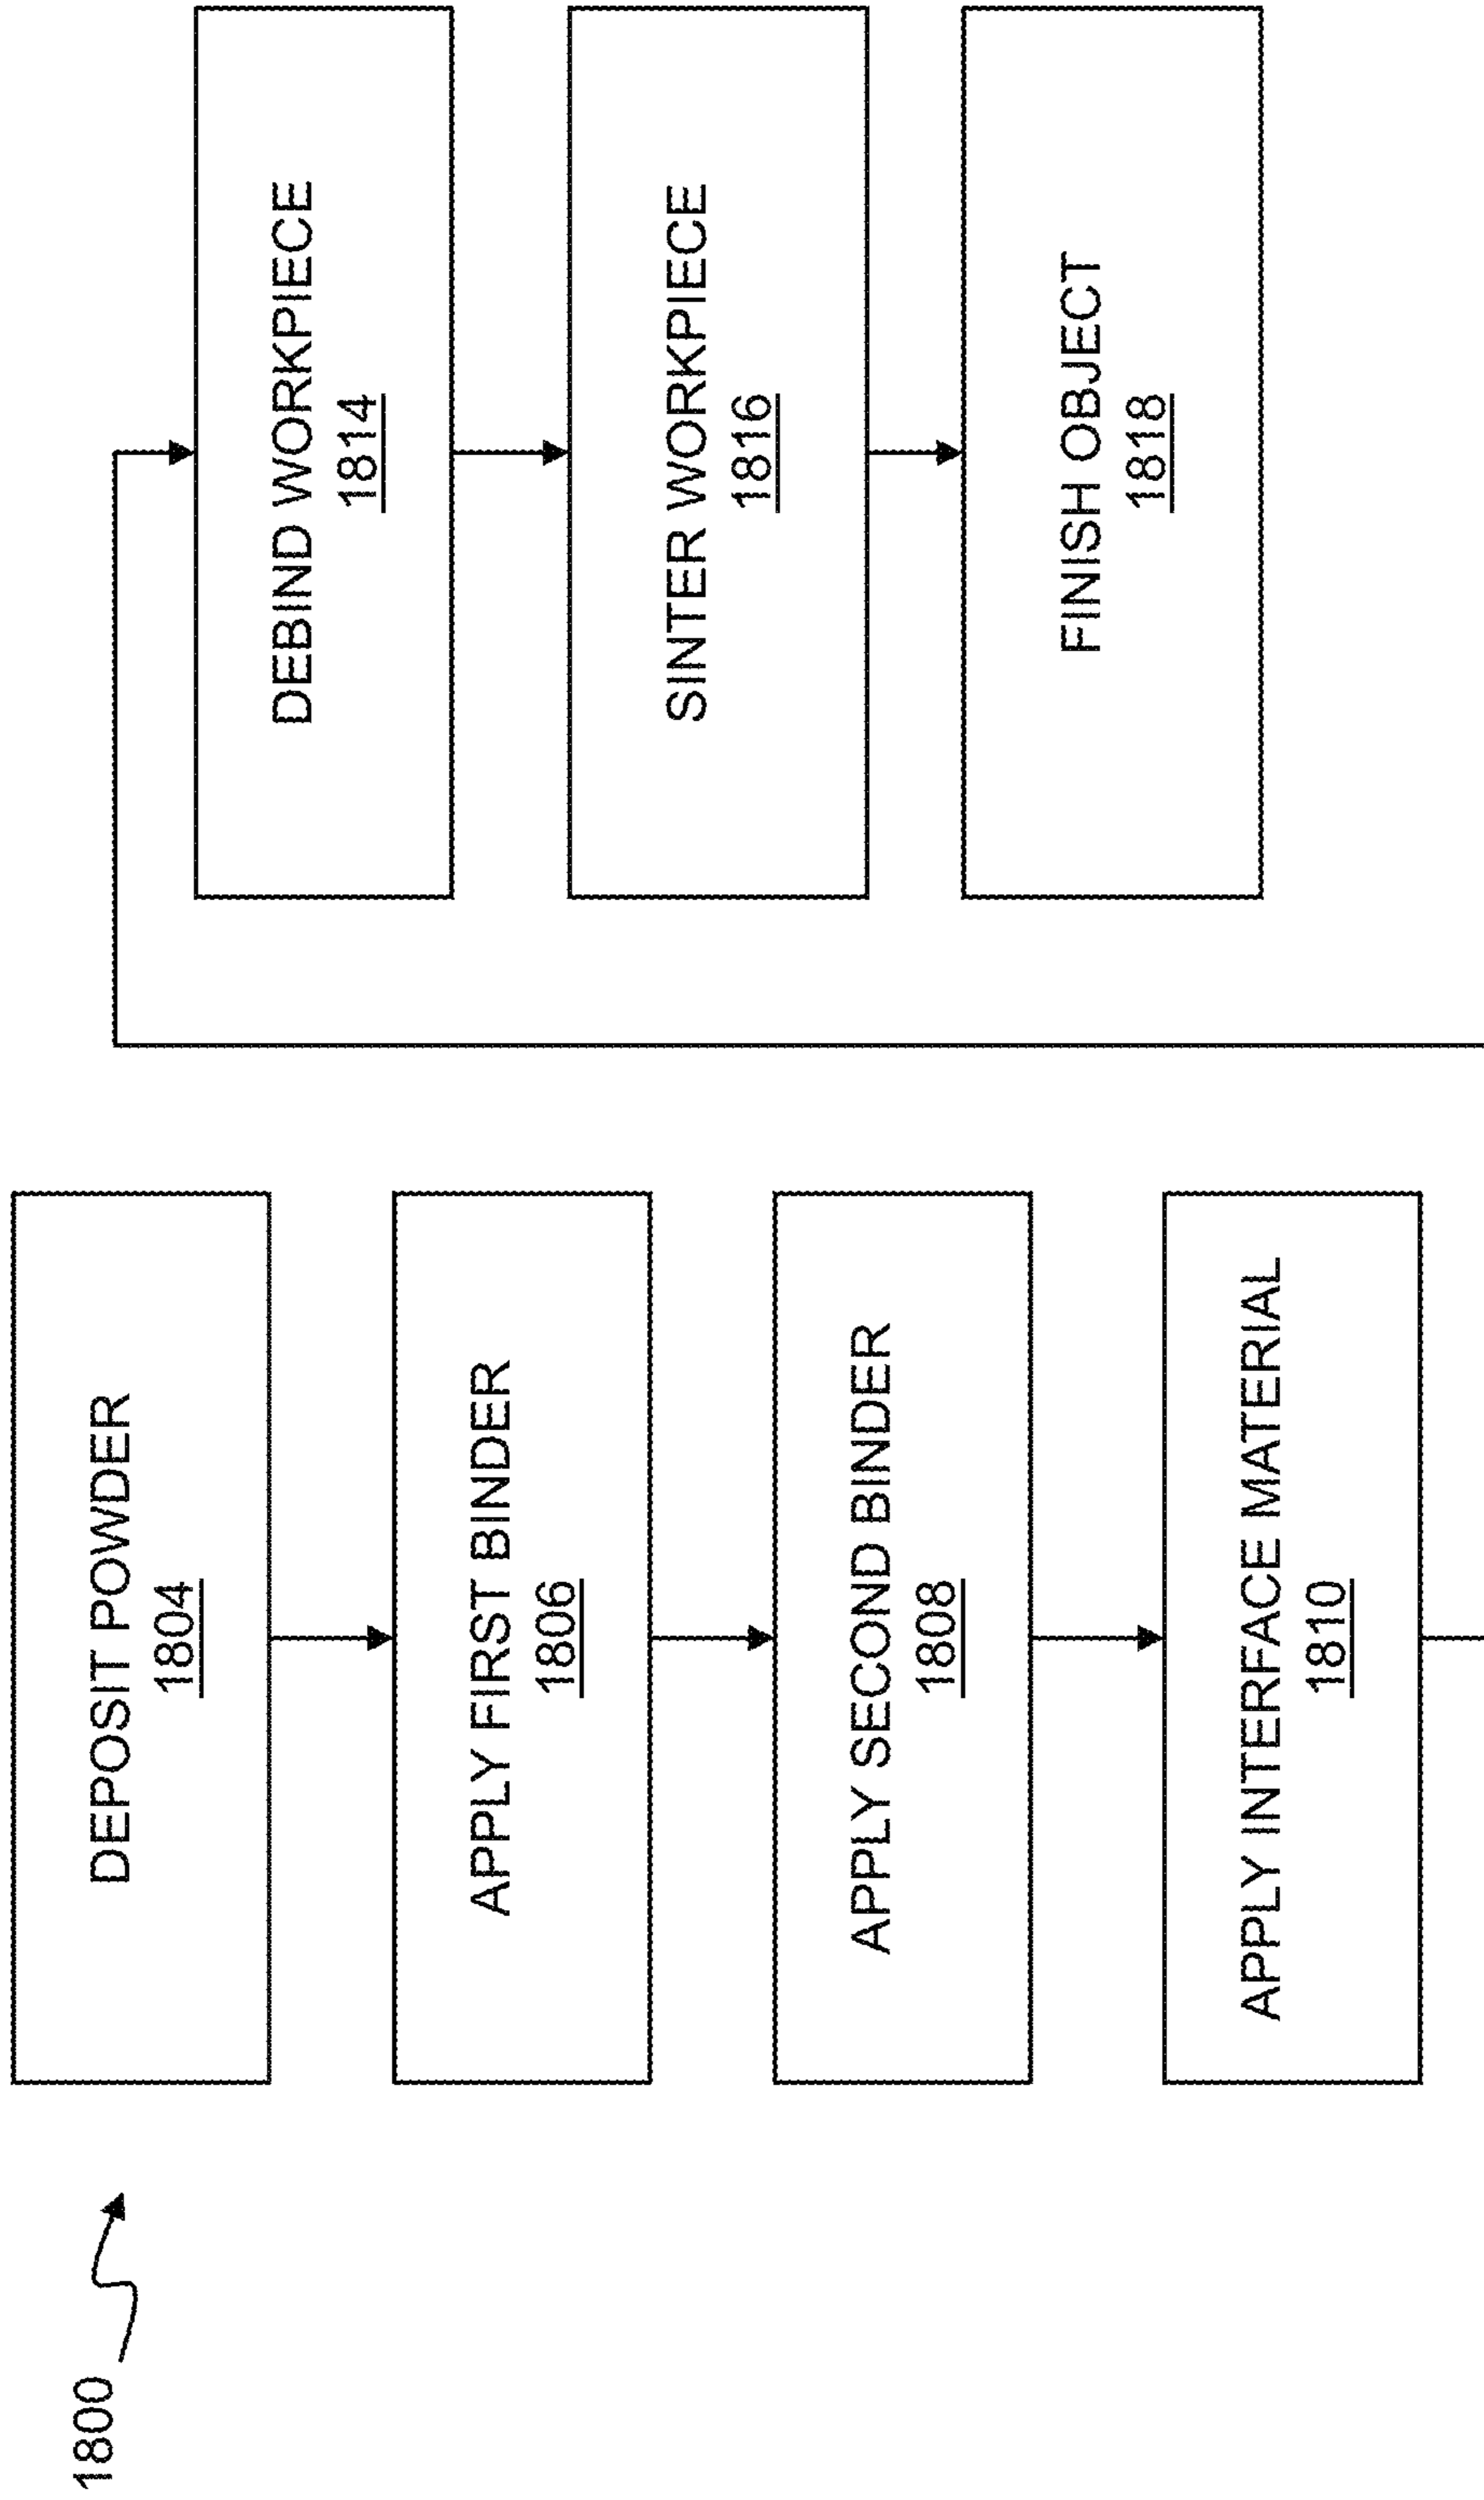 1800
DEPOSIT POWDER
1804
APPLY FIRST BINDER
1806
APPLY SECOND BINDER
1808
APPLY INTERFACE MATERIAL
1810
DEBIND WORKPIECE
1814
SINTER WORKPIECE
1816
FINISH OBJECT
1818